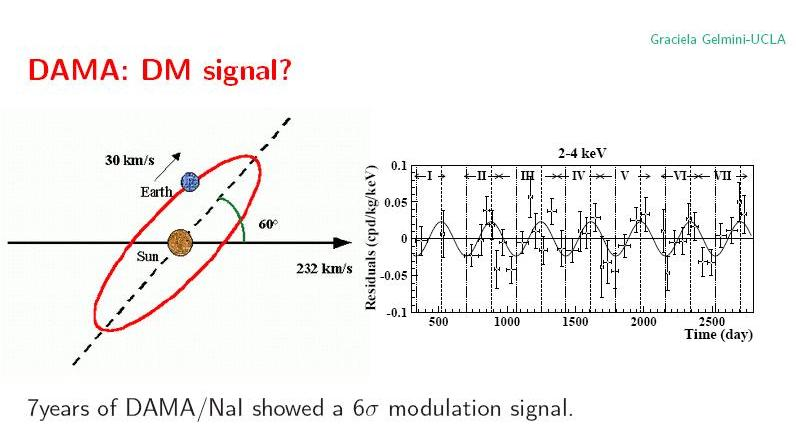 Graciela Gelmini-UCLA
DAMA: DM signal?
30 km/s
Earth
60°
Sun
232 km/s
2-4 keV
Residuals (cpd/kg/keV)
0.1
0.05
0
-0.05
-0.1
I II III IV V VI VII
500 1000 1500 2000 2500
Time (day)
7years of DAMA/NaI showed a 6σ modulation signal.